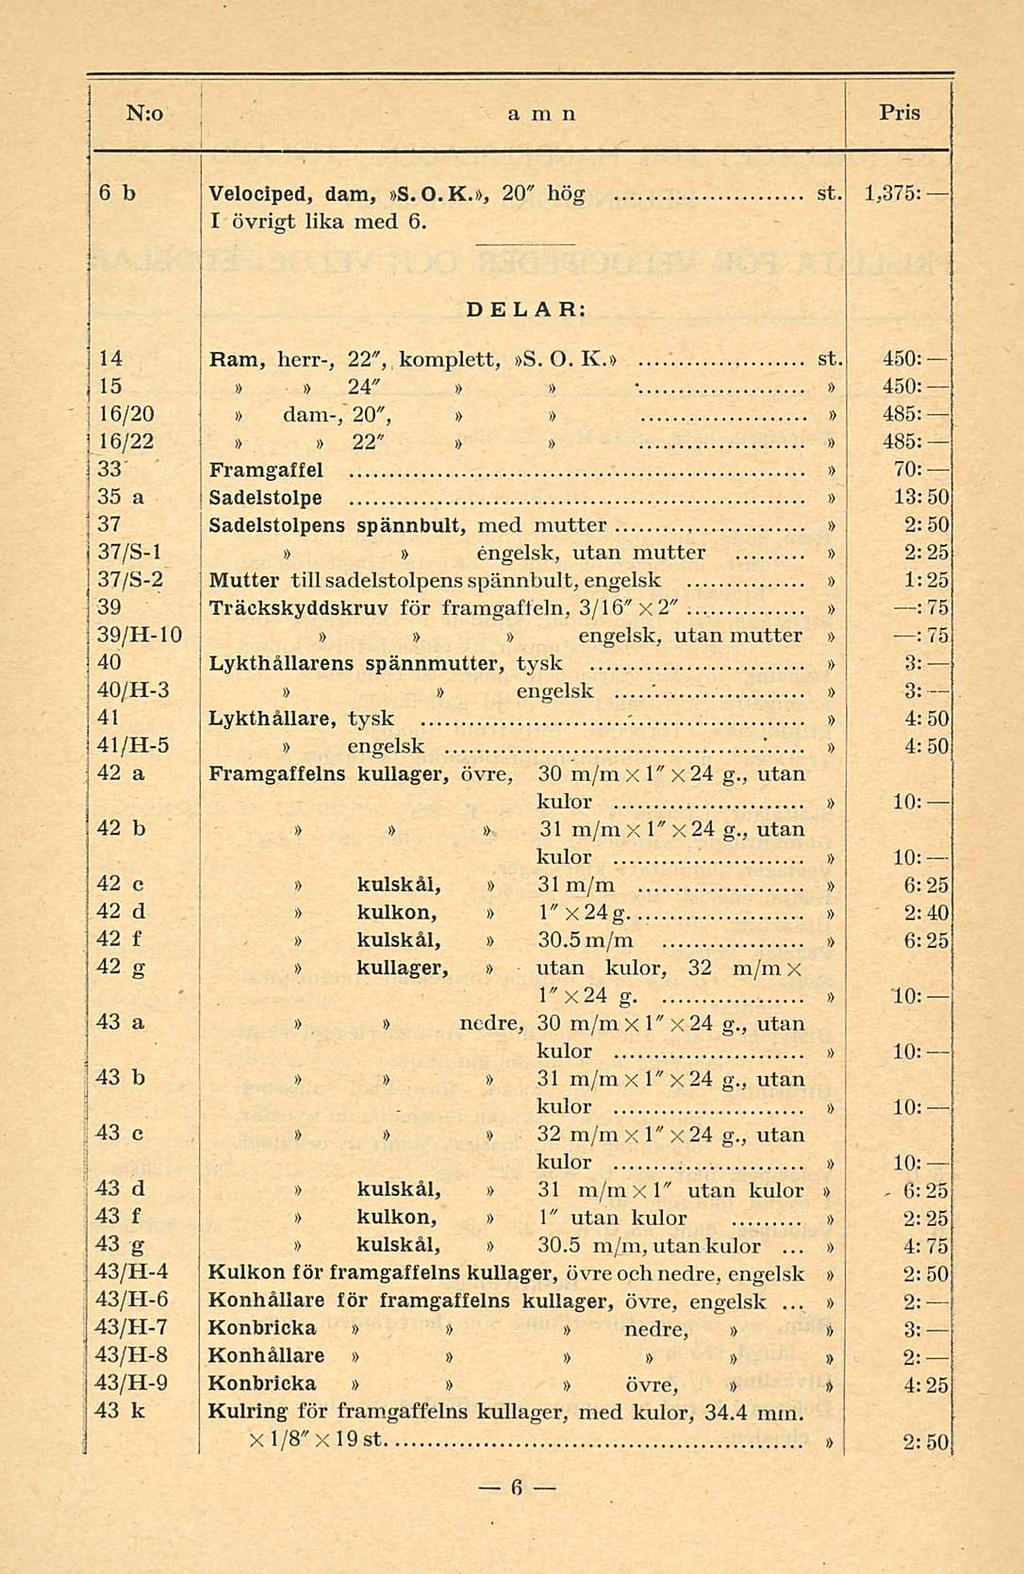 N:o a m n Pris
6 b Velociped, dam, »S.O.K.», 20" hög .......................... st. 1,375: —
I övrigt lika med 6.
DELAR:
14 Ram, herr-, 22", komplett, »S. O. K.» ....................... st. 450: —
15 » » 24" » » ....................... » 450: —
16/20 » dam-, 20", » » ....................... » 485: —
16/22 » » 22" » » ....................... » 485: —
33 Framgaffel ............................................................ » 70: —
35 a Sadelstolpe ............................................................ » 13: 50
37 Sadelstolpens spännbult, med mutter .......................... » 2: 50
37/S-1 » » engelsk, utan mutter .......... » 2: 25
37/S-2 Mutter till sadelstolpens spännbult, engelsk ................ » 1: 25
39 Träckskyddskruv för framgaffeln, 3/16" x 2" ................ » —: 75
39/H-10 » » » engelsk, utan mutter » —: 75
40 Lykthållarens spännmutter, tysk ............................ » 3: —
40/H-3 » » engelsk ......................... » 3: —
41 Lykthållare, tysk .................................................. » 4: 50
41/H-5 » engelsk ............................................... » 4: 50
42 a Framgaffelns kullager, övre, 30 m/m x 1" x 24 g., utan
kulor ......................... » 10: —
42 b » » » 31 m/m x 1" x 24 g., utan
kulor ......................... » 10: —
42 c » kulskål, » 31 m/m ...................... » 6: 25
42 d » kulkon, » 1" x 24 g. ...................... » 2: 40
42 f » kulskål, » 30.5 m/m ................... » 6: 25
42 g » kullager, » utan kulor, 32 m/m x
1" x 24 g. ...................... » 10: —
43 a » » nedre, 30 m/m x 1" x 24 g., utan
kulor ......................... » 10: —
43 b » » » 31 m/m x 1" x 24 g., utan
kulor ......................... » 10: —
43 c » » » 32 m/m x 1" x 24 g., utan
kulor ......................... » 10: —
43 d » kulskål, » 31 m/m x 1" utan kulor » 6: 25
43 f » kulkon, » 1" utan kulor .......... » 2: 25
43 g » kulskål, » 30.5 m/m, utan kulor ... » 4: 75
43/H-4 Kulkon för framgaffelns kullager, övre och nedre, engelsk » 2: 50
43/H-6 Konhållare för framgaffelns kullager, övre, engelsk ... » 2: —
43/H-7 Konbricka » » » nedre, » » 3: —
43/H-8 Konhållare » » » » » » 2: —
43/H-9 Konbricka » » » övre, » » 4: 25
43 k Kulring för framgaffelns kullager, med kulor, 34.4 mm.
x 1/8" x 19 st. .................................................. » 2: 50
— 6 —